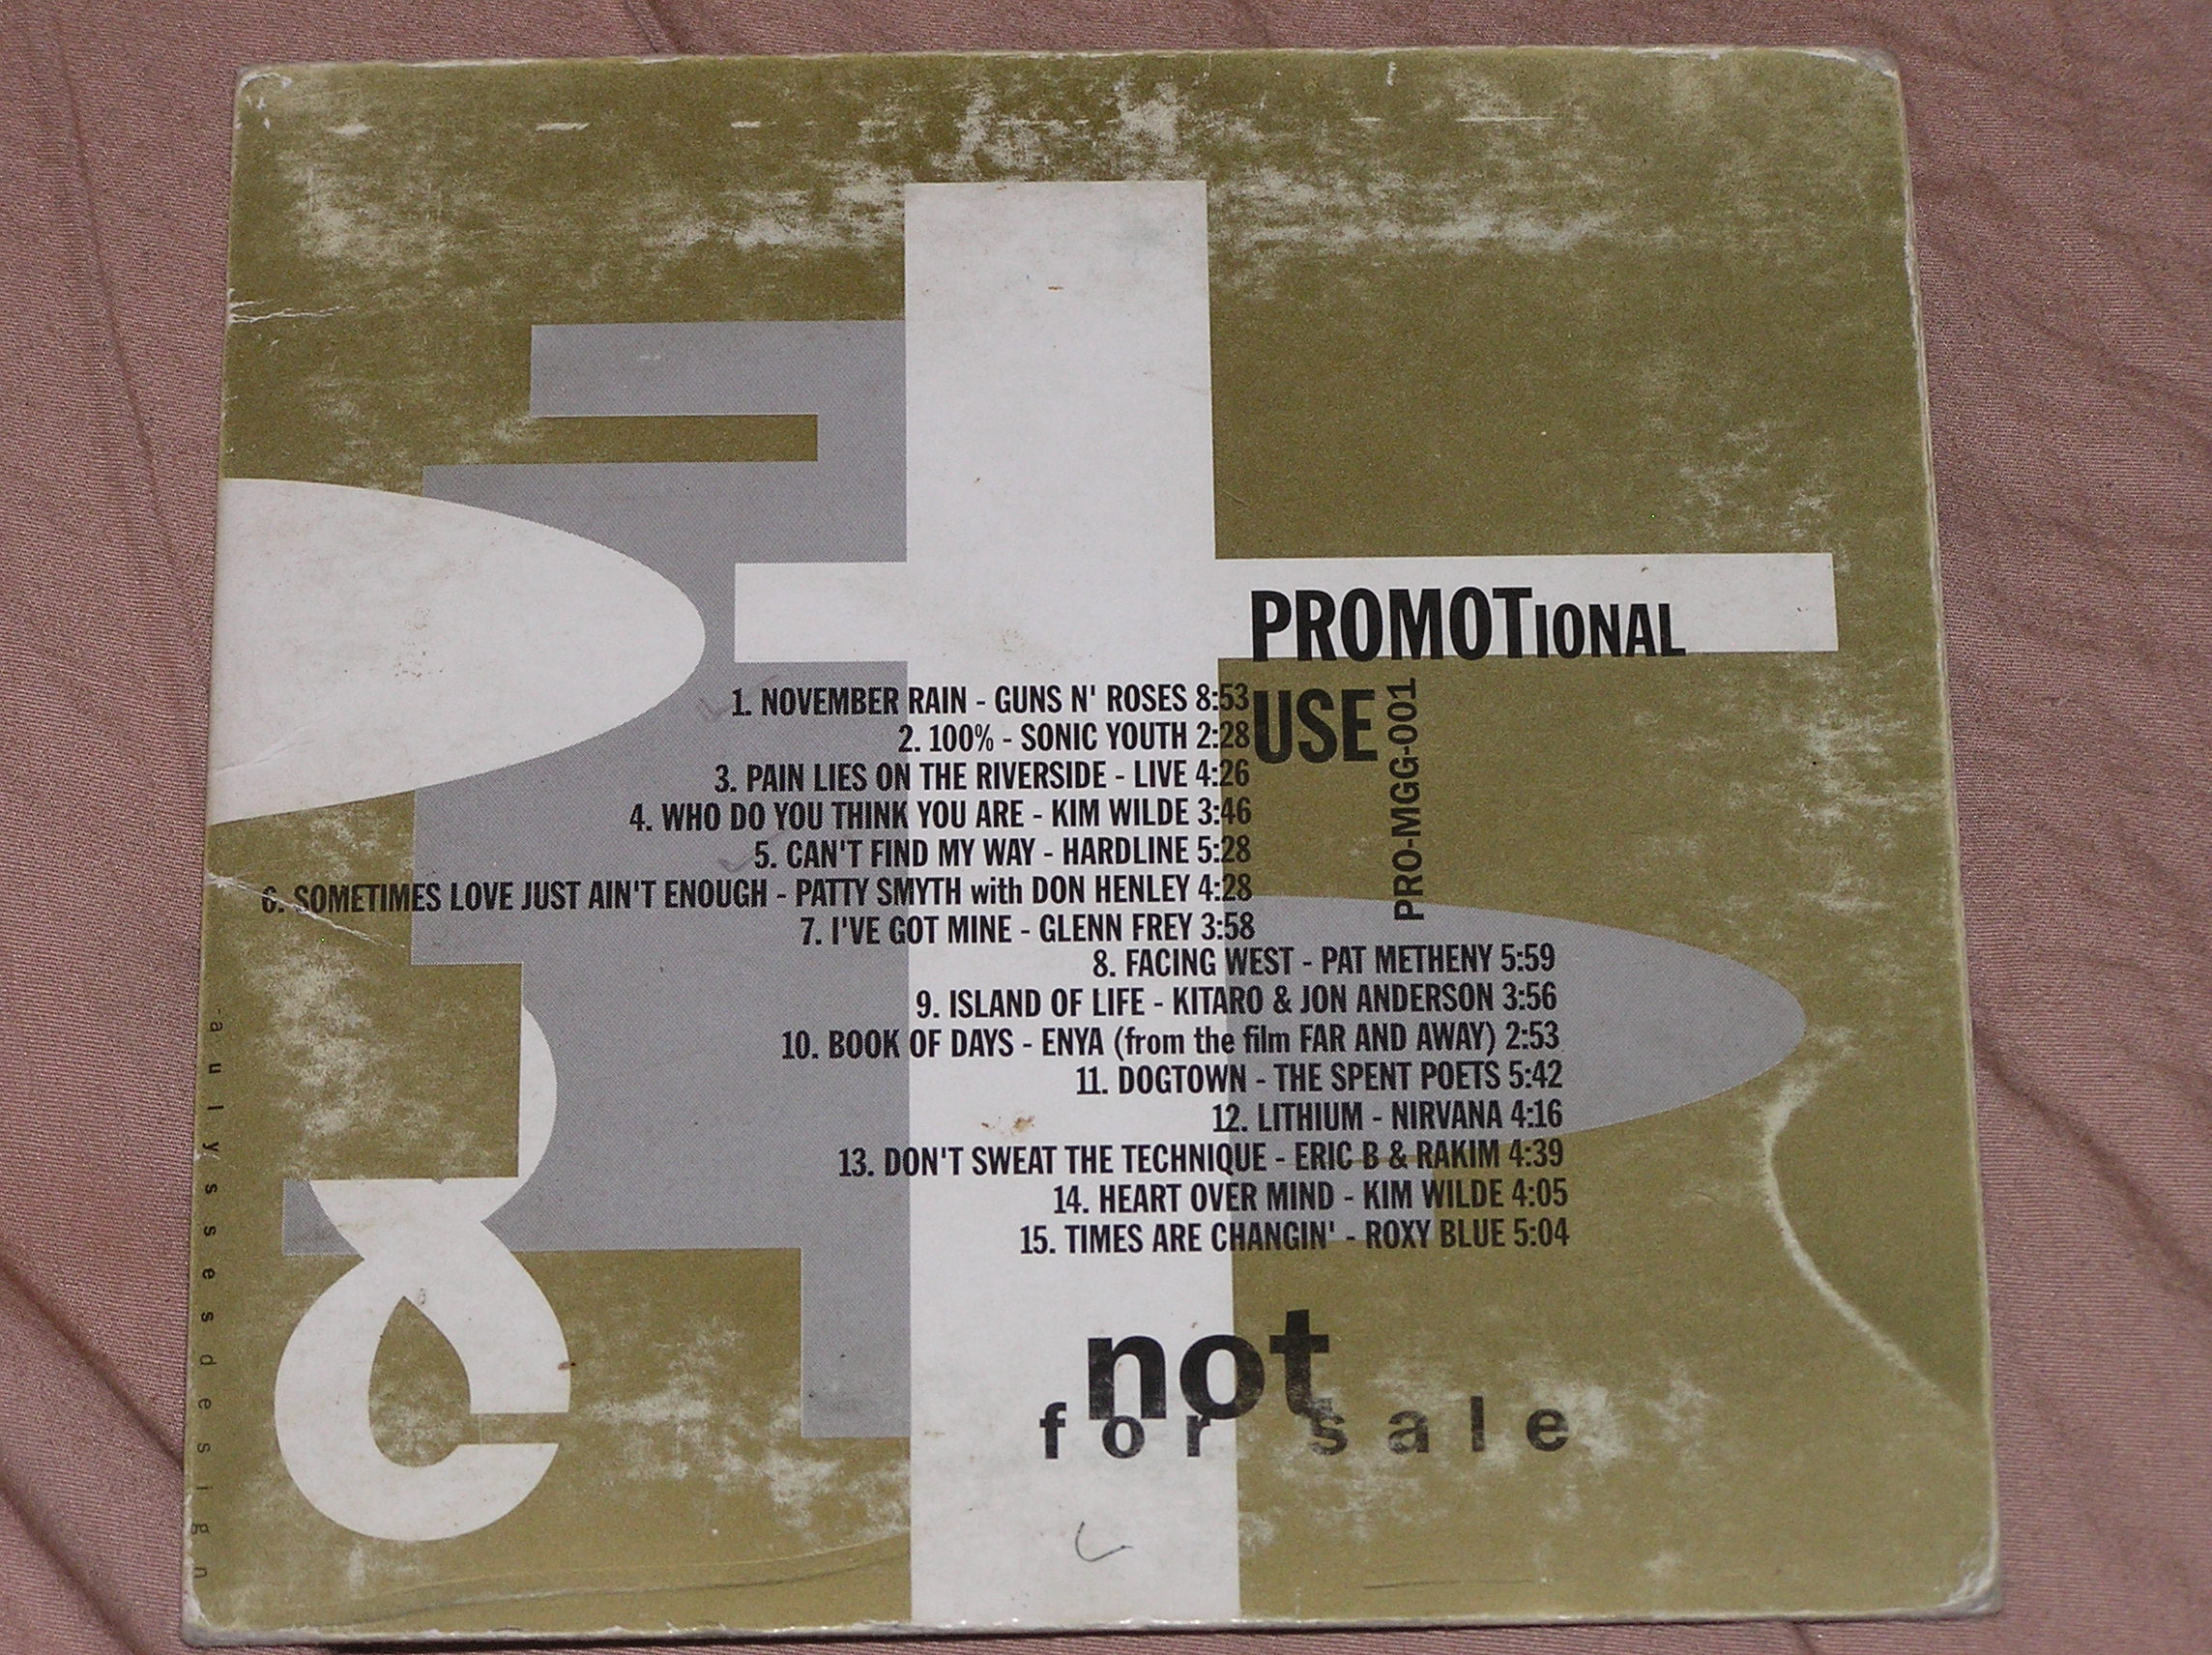 PROMOTIONAL
USE
PRO-MGG-001
1. NOVEMBER RAIN - GUNS N' ROSES 8:53
2. 100% - SONIC YOUTH 2:28
3. PAIN LIES ON THE RIVERSIDE - LIVE 4:26
4. WHO DO YOU THINK YOU ARE - KIM WILDE 3:46
5. CAN'T FIND MY WAY - HARDLINE 5:28
6. SOMETIMES LOVE JUST AIN'T ENOUGH - PATTY SMYTH with DON HENLEY 4:28
7. I'VE GOT MINE - GLENN FREY 3:58
8. FACING WEST - PAT METHENY 5:59
9. ISLAND OF LIFE - KITARO & JON ANDERSON 3:56
10. BOOK OF DAYS - ENYA (from the film FAR AND AWAY) 2:53
11. DOGTOWN - THE SPENT POETS 5:42
12. LITHIUM - NIRVANA 4:16
13. DON'T SWEAT THE TECHNIQUE - ERIC B & RAKIM 4:39
14. HEART OVER MIND - KIM WILDE 4:05
15. TIMES ARE CHANGIN' - ROXY BLUE 5:04
not
for sale
-aulyssesdesign